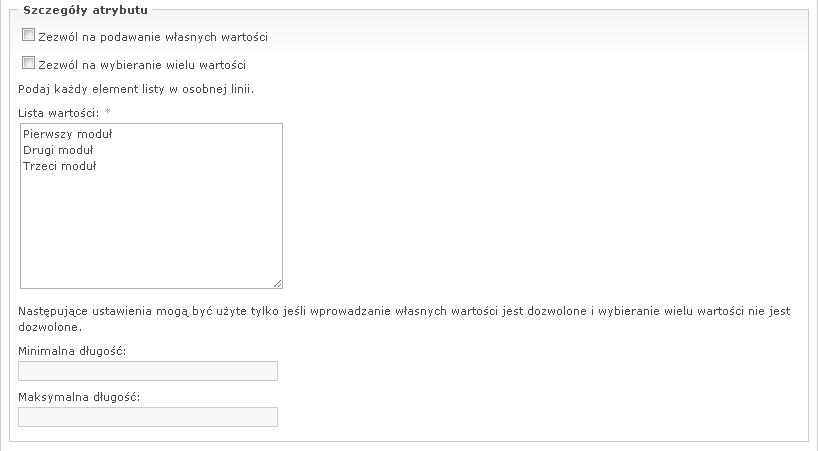 Szczegóły atrybutu
Zezwól na podawanie własnych wartości
Zezwól na wybieranie wielu wartości
Podaj każdy element listy w osobnej linii.
Lista wartości: *
Pierwszy moduł
Drugi moduł
Trzeci moduł
Następujące ustawienia mogą być użyte tylko jeśli wprowadzanie własnych wartości jest dozwolone i wybieranie wielu wartości nie jest
dozwolone.
Minimalna długość:
Maksymalna długość: